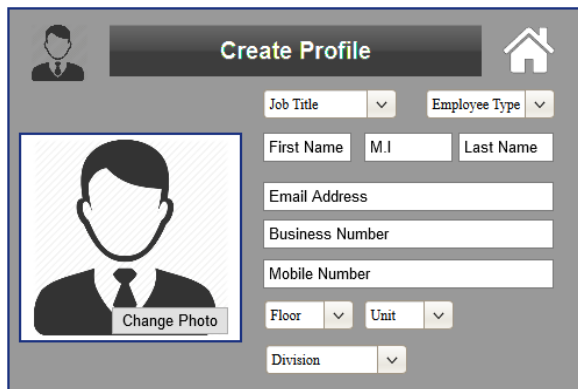 Create Profile
Job Title Employee Type
First Name M.I Last Name
Email Address
Business Number
Mobile Number
Change Photo
Floor Unit
Division